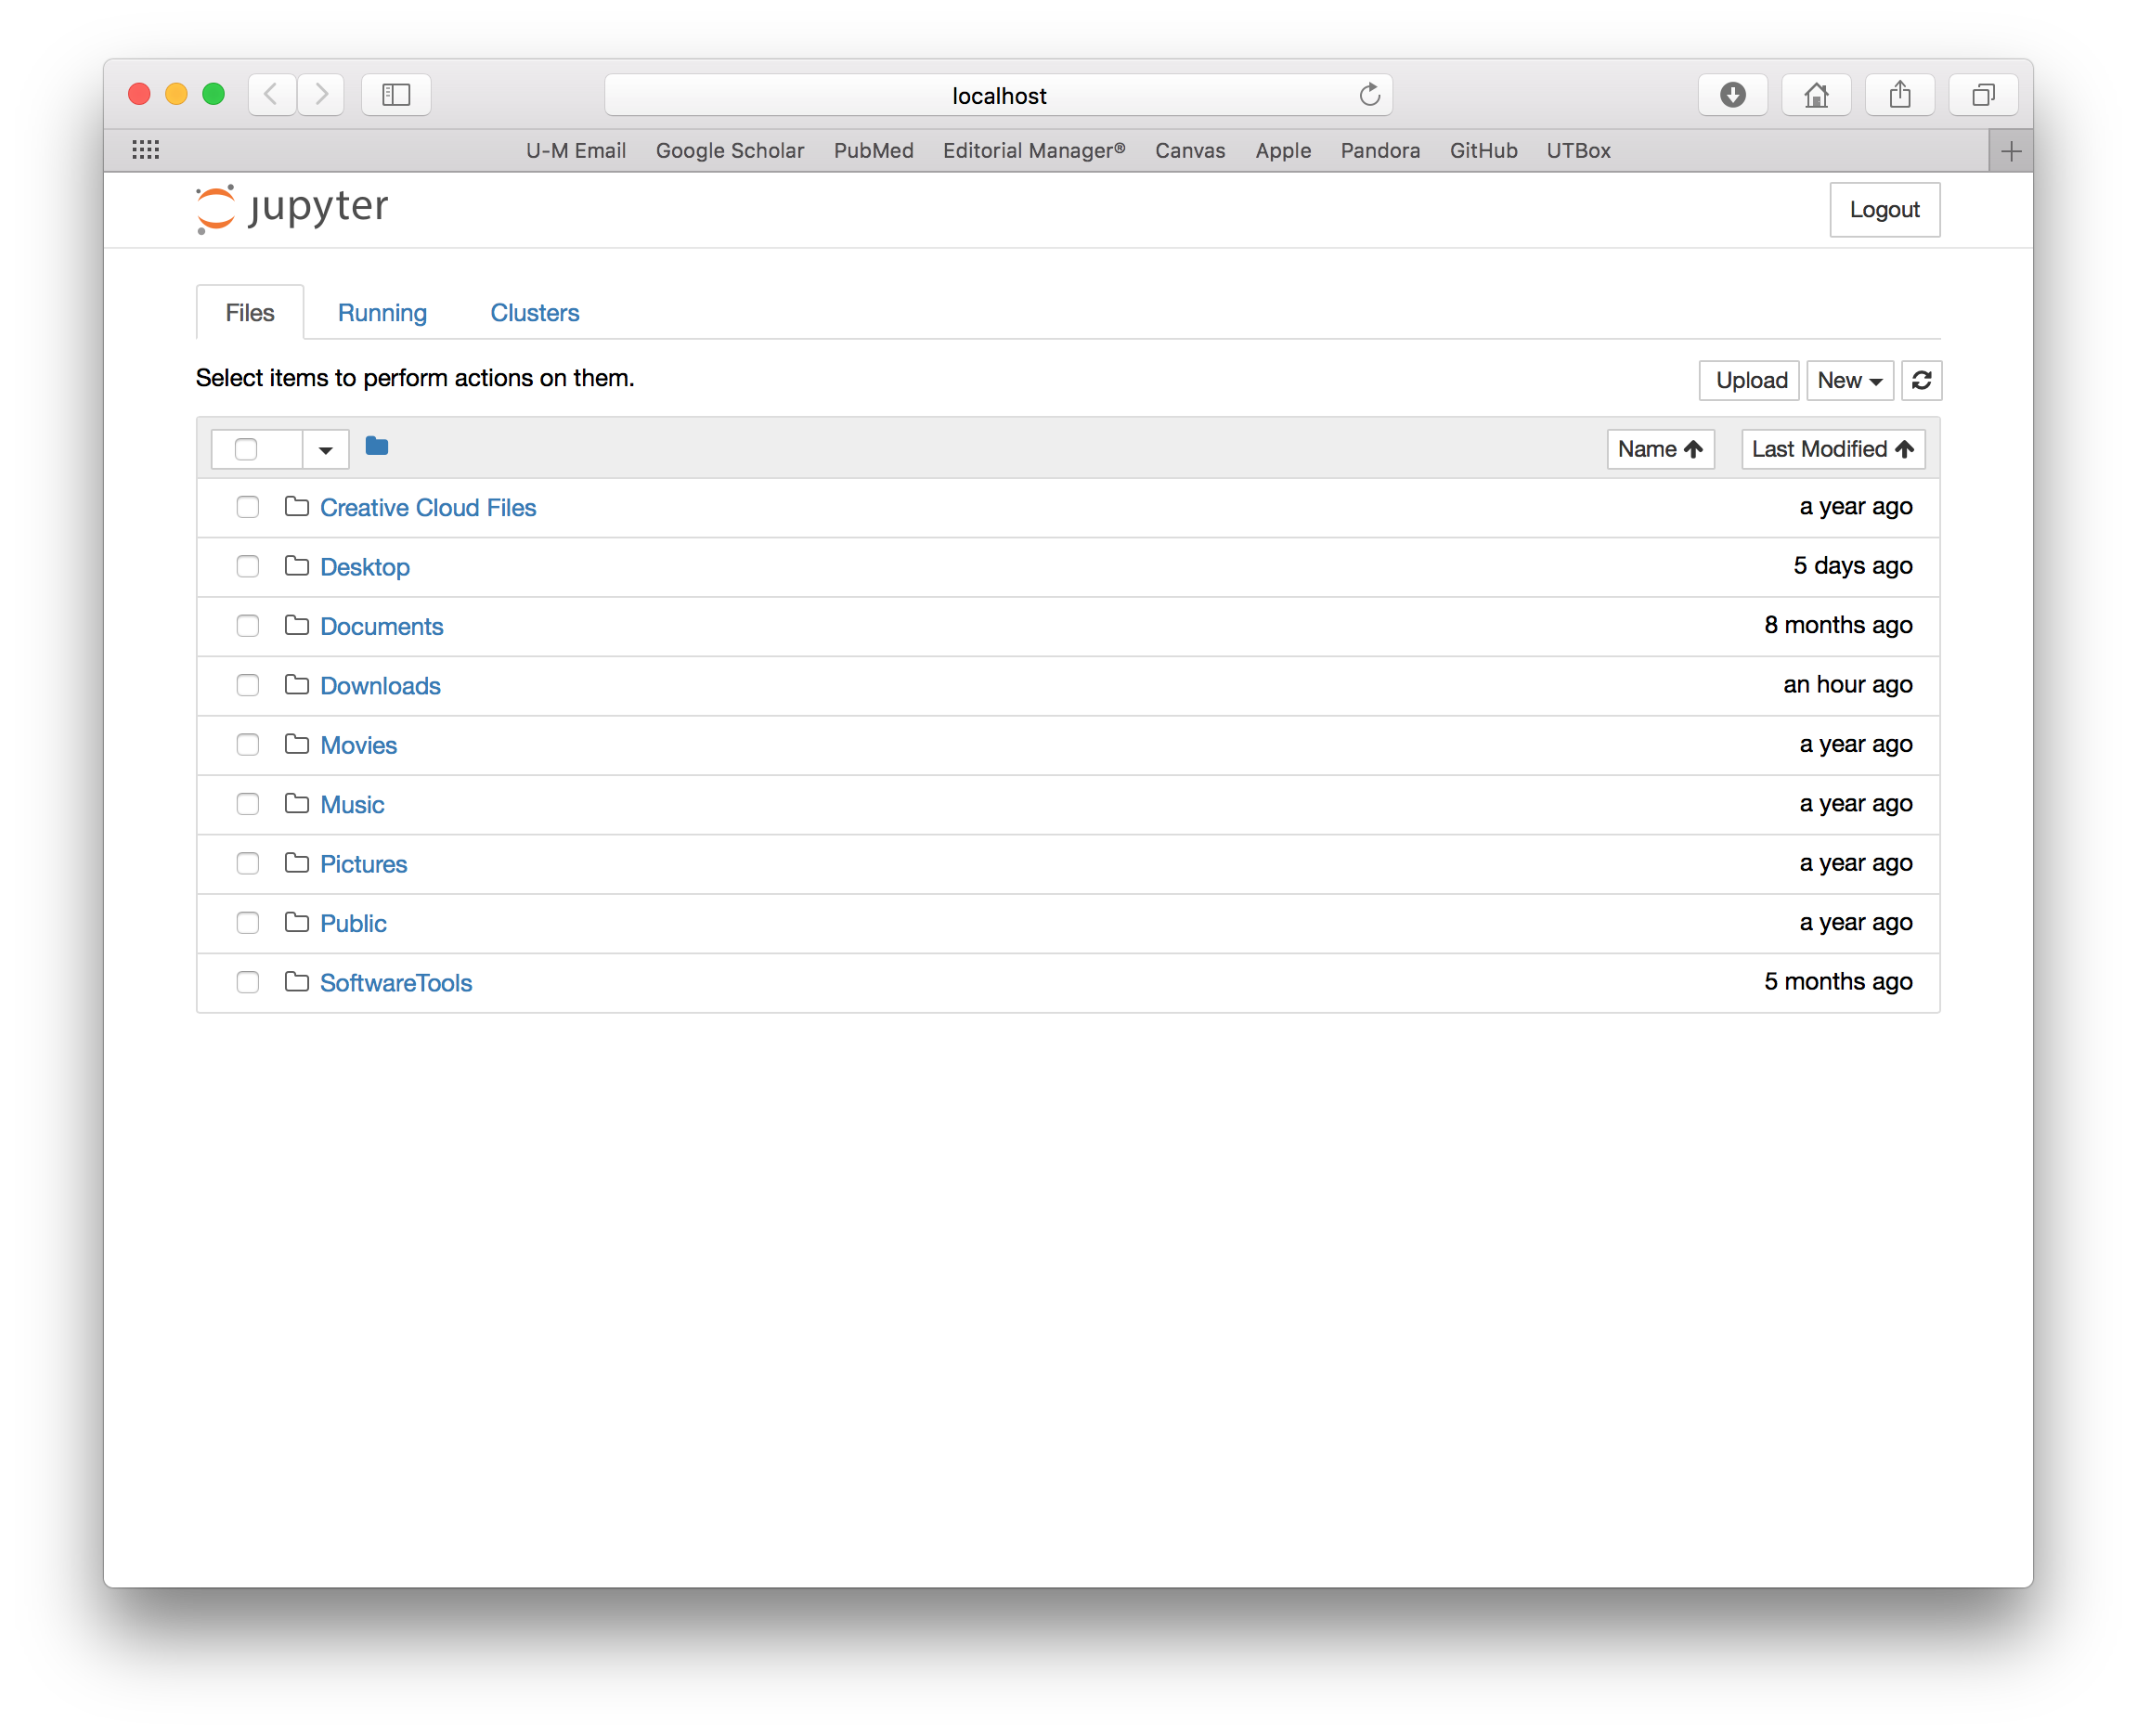 localhost
U-M Email Google Scholar PubMed Editorial Manager® Canvas Apple Pandora GitHub UTBox
jupyter
Logout
Files Running Clusters
Select items to perform actions on them.
Upload New
Name Last Modified
Creative Cloud Files a year ago
Desktop 5 days ago
Documents 8 months ago
Downloads an hour ago
Movies a year ago
Music a year ago
Pictures a year ago
Public a year ago
SoftwareTools 5 months ago